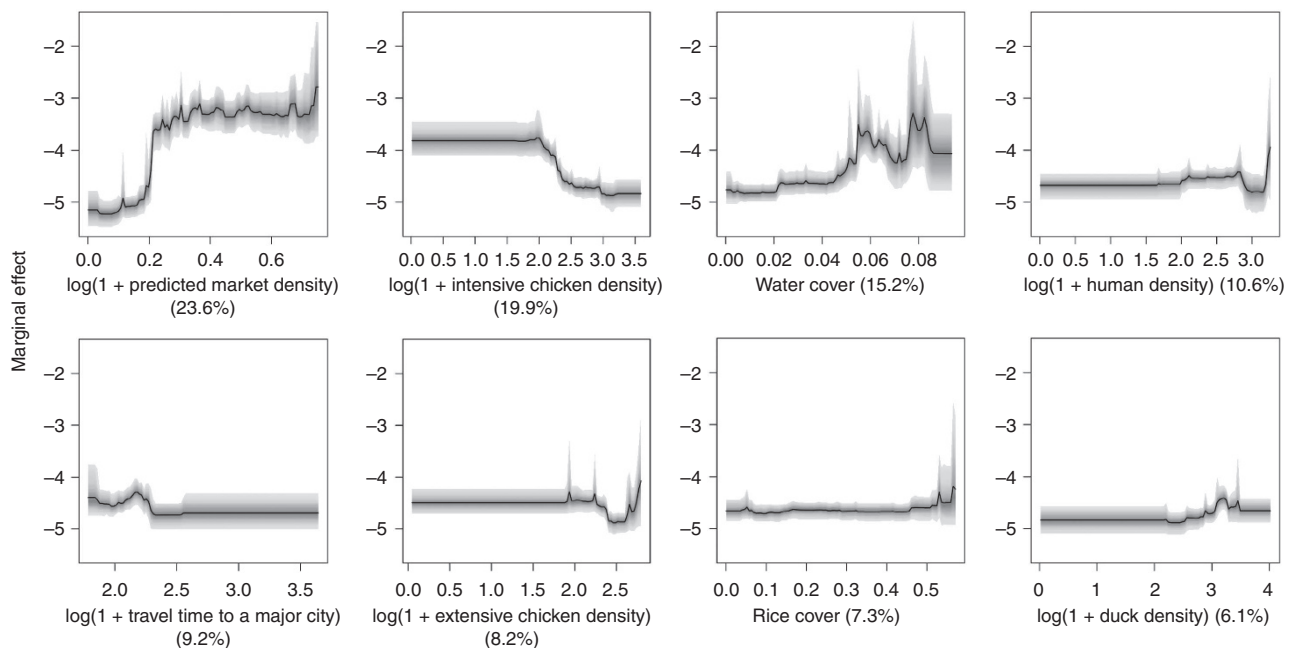 Marginal effect
−2
−3
−4
−5
0.0 0.2 0.4 0.6
log(1 + predicted market density)
(23.6%)
−2
−3
−4
−5
0.0 0.5 1.0 1.5 2.0 2.5 3.0 3.5
log(1 + intensive chicken density)
(19.9%)
−2
−3
−4
−5
0.00 0.02 0.04 0.06 0.08
Water cover (15.2%)
−2
−3
−4
−5
0.0 0.5 1.0 1.5 2.0 2.5 3.0
log(1 + human density) (10.6%)
−2
−3
−4
−5
2.0 2.5 3.0 3.5
log(1 + travel time to a major city)
(9.2%)
−2
−3
−4
−5
0.0 0.5 1.0 1.5 2.0 2.5
log(1 + extensive chicken density)
(8.2%)
−2
−3
−4
−5
0.0 0.1 0.2 0.3 0.4 0.5
Rice cover (7.3%)
−2
−3
−4
−5
0 1 2 3 4
log(1 + duck density) (6.1%)